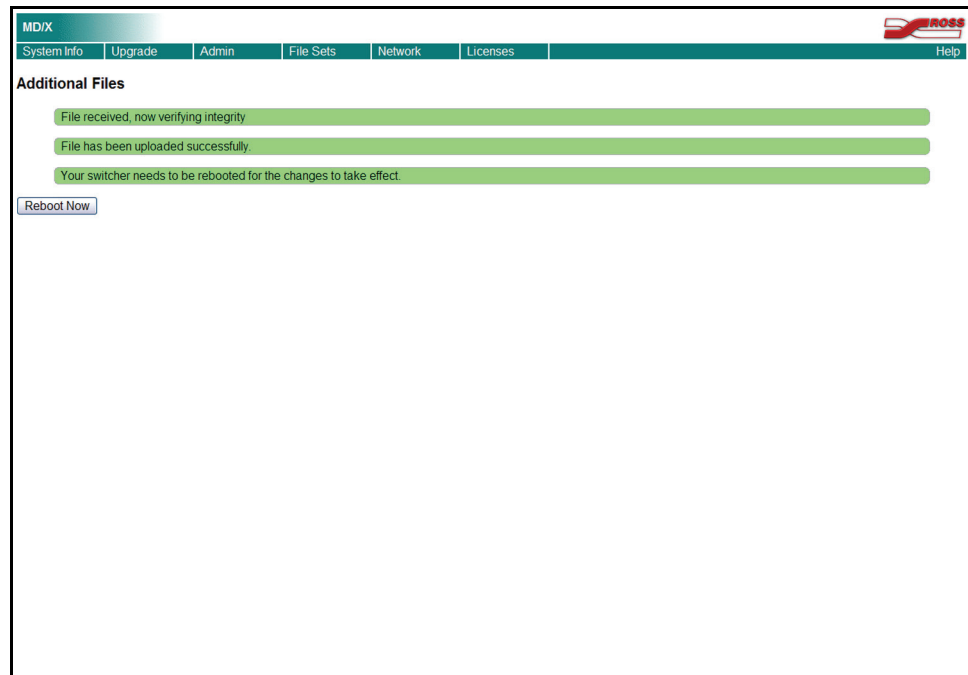 MD/X
ROSS
System Info Upgrade Admin File Sets Network Licenses Help
Additional Files
File received, now verifying integrity
File has been uploaded successfully.
Your switcher needs to be rebooted for the changes to take effect.
Reboot Now